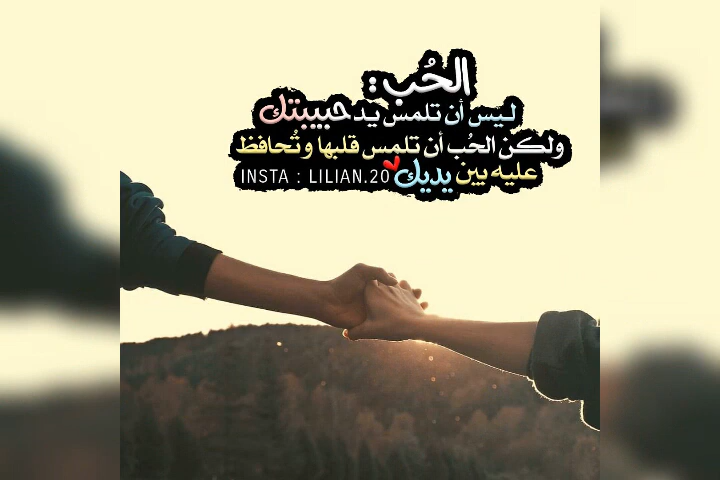 الحُب :
ليس أن تلمس يد حبيبتك
ولكن الحُب أن تلمس قلبها وتُحافظ
عليه بين يديك
INSTA : LILIAN.20